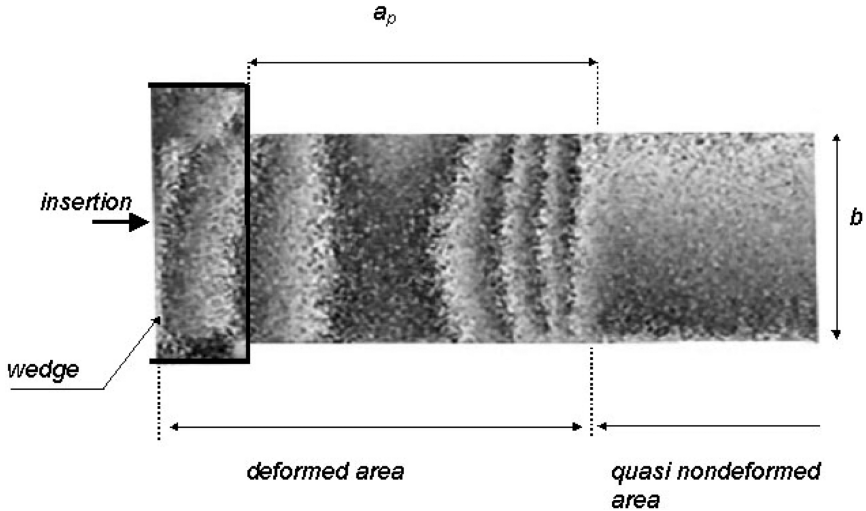 a_p
insertion
b
wedge
deformed area
quasi nondeformed
area